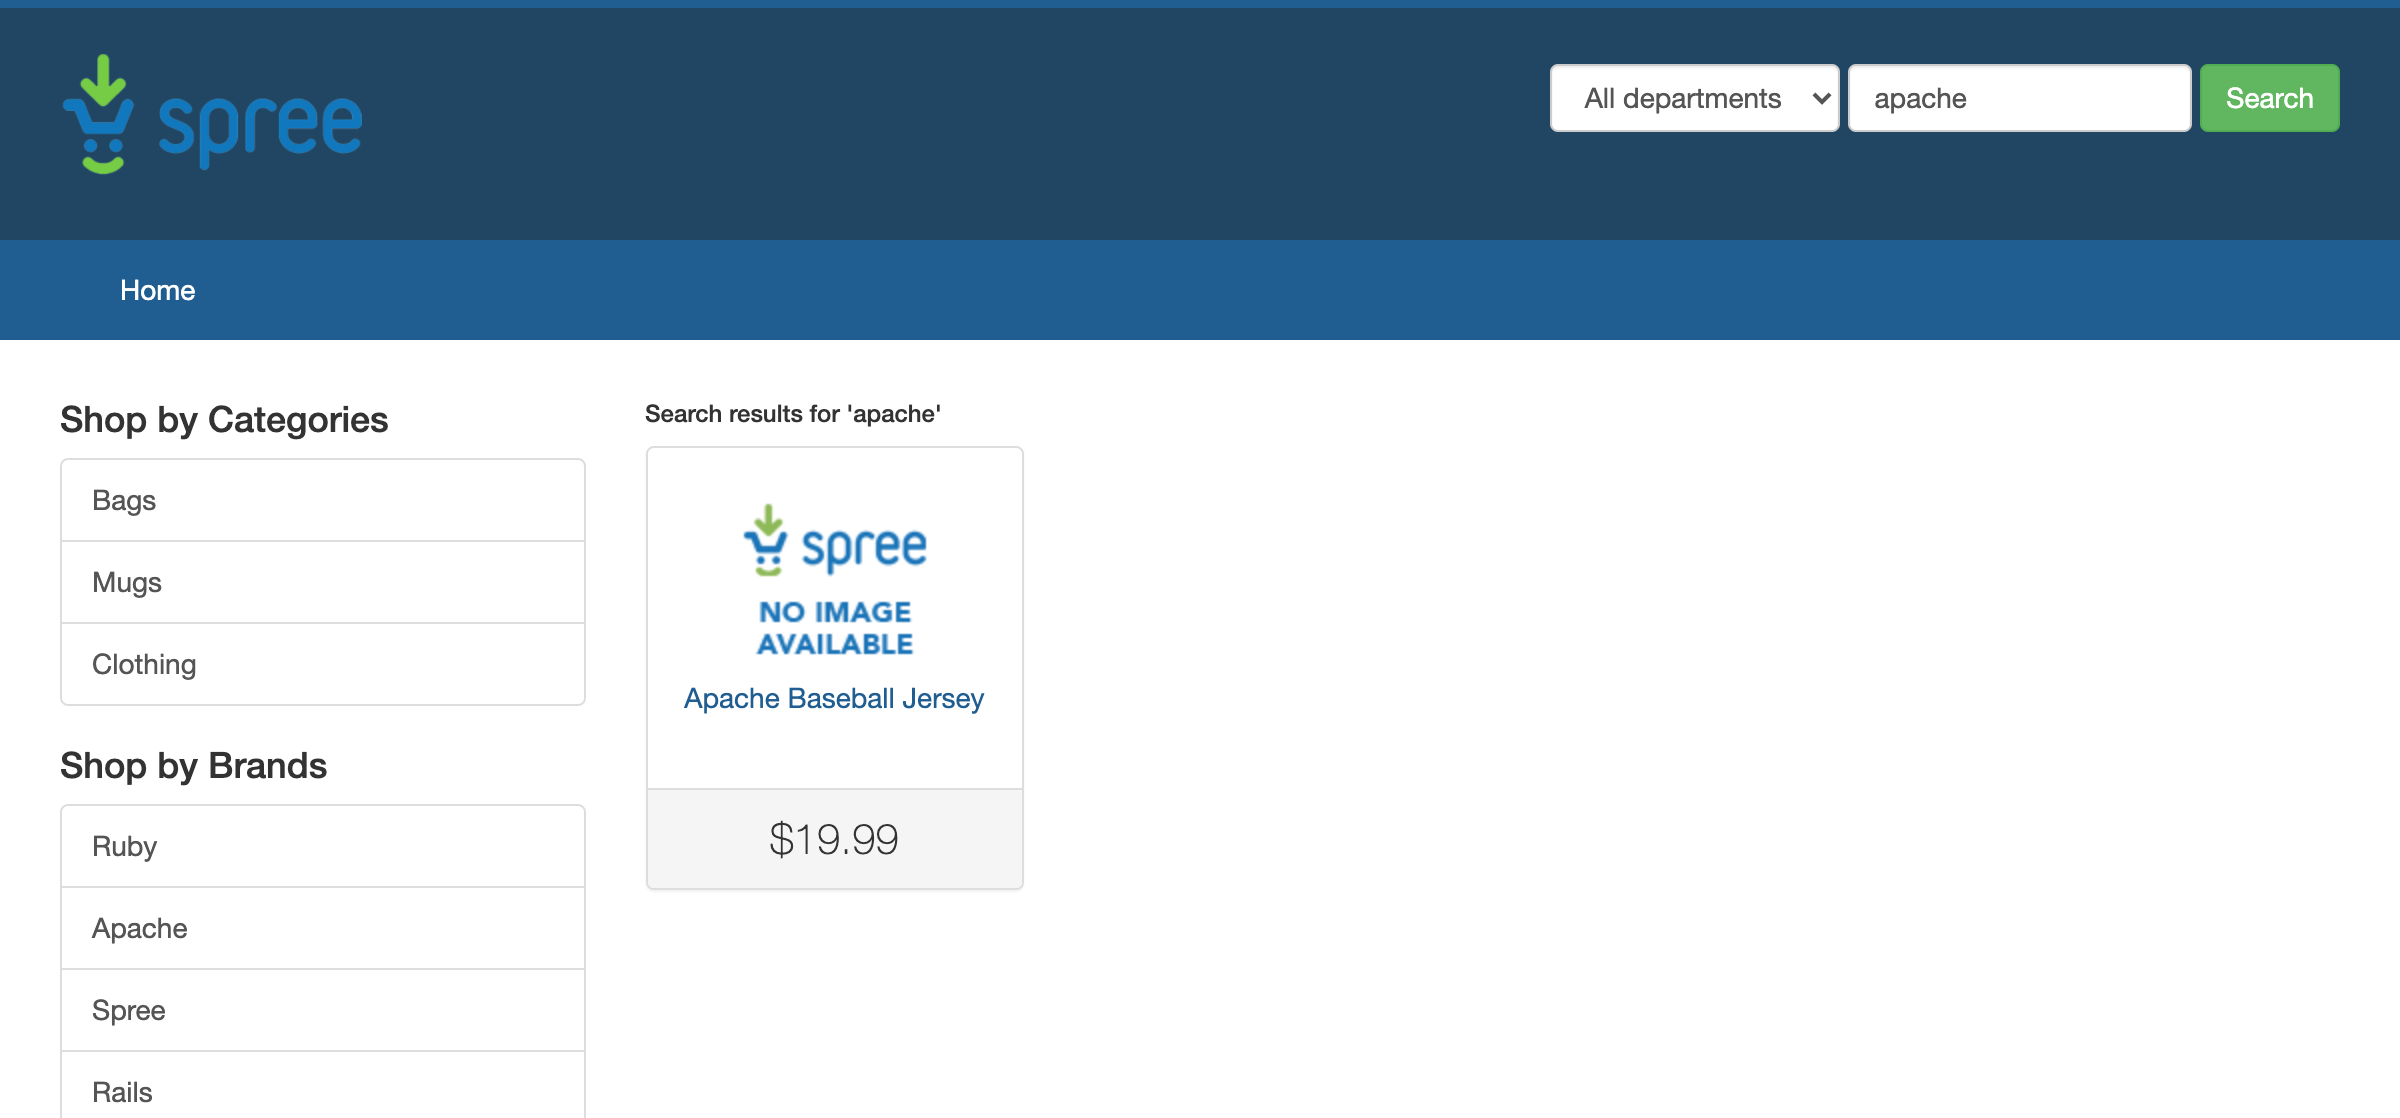 spree
All departments
apache
Search
Home
Shop by Categories
Bags
Mugs
Clothing
Shop by Brands
Ruby
Apache
Spree
Rails
Search results for 'apache'
spree
NO IMAGE
AVAILABLE
Apache Baseball Jersey
$19.99